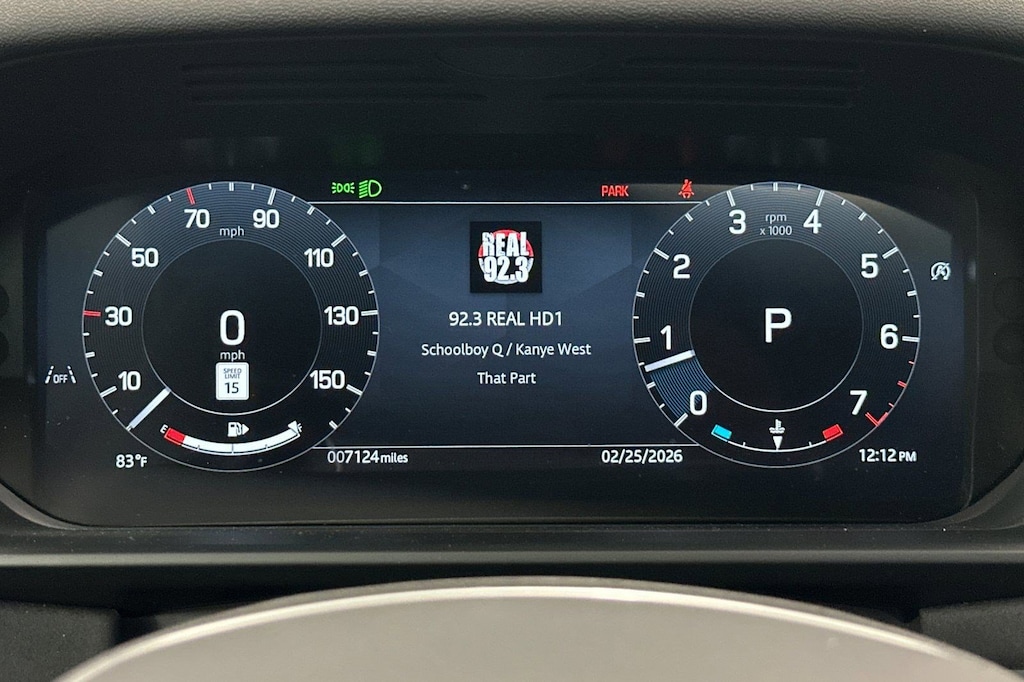 PARK
10
30
50
70
90
110
130
150
mph
0
mph
SPEED
LIMIT
15
E
F
OFF
83°F
REAL
92.3
92.3 REAL HD1
Schoolboy Q / Kanye West
That Part
007124 miles
02/25/2026
0
1
2
3
4
5
6
7
rpm
x 1000
P
A
12:12 PM